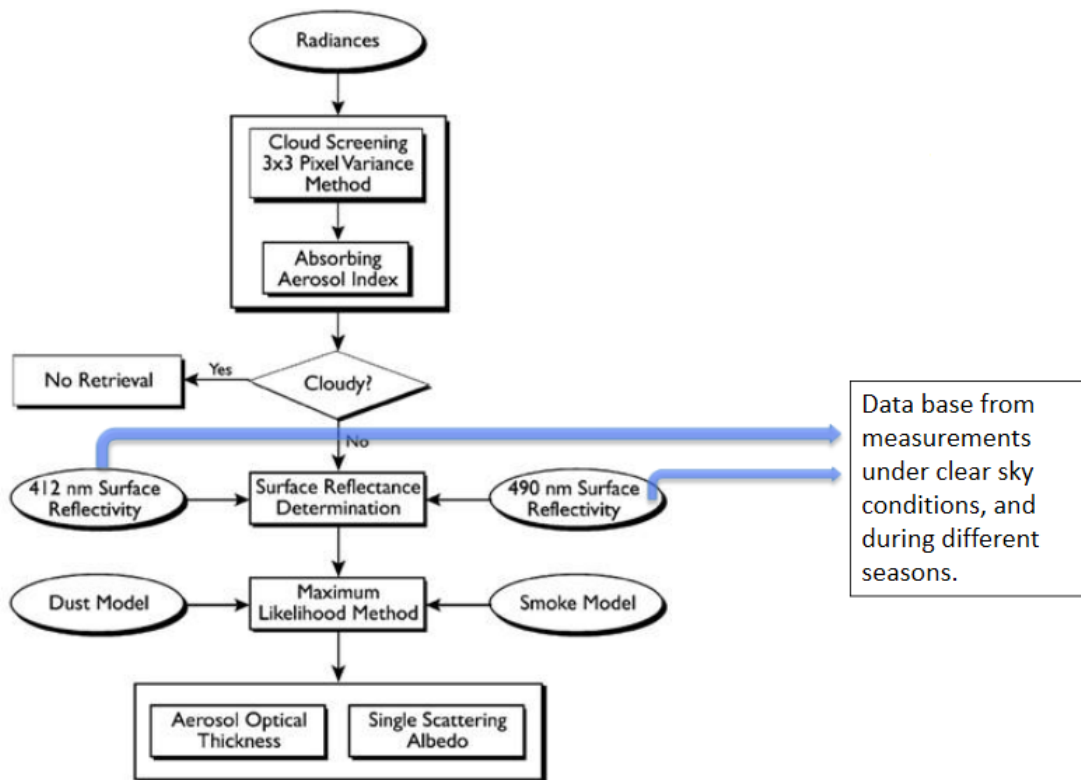 Radiances
Cloud Screening
3x3 Pixel Variance
Method
Absorbing
Aerosol Index
Yes
No Retrieval
Cloudy?
No
Data base from
measurements
under clear sky
conditions, and
during different
seasons.
412 nm Surface
Reflectivity
Surface Reflectance
Determination
490 nm Surface
Reflectivity
Dust Model
Maximum
Likelihood Method
Smoke Model
Aerosol Optical
Thickness
Single Scattering
Albedo